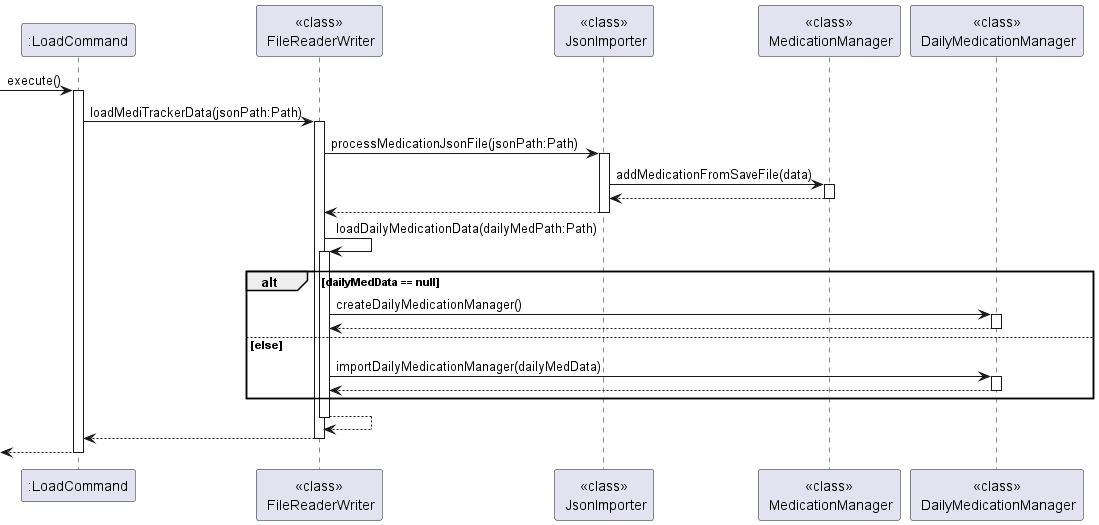 :LoadCommand
«class»
FileReaderWriter
«class»
JsonImporter
«class»
MedicationManager
«class»
DailyMedicationManager
execute()
loadMediTrackerData(jsonPath:Path)
processMedicationJsonFile(jsonPath:Path)
addMedicationFromSaveFile(data)
loadDailyMedicationData(dailyMedPath:Path)
alt
[dailyMedData == null]
createDailyMedicationManager()
[else]
importDailyMedicationManager(dailyMedData)
:LoadCommand
«class»
FileReaderWriter
«class»
JsonImporter
«class»
MedicationManager
«class»
DailyMedicationManager